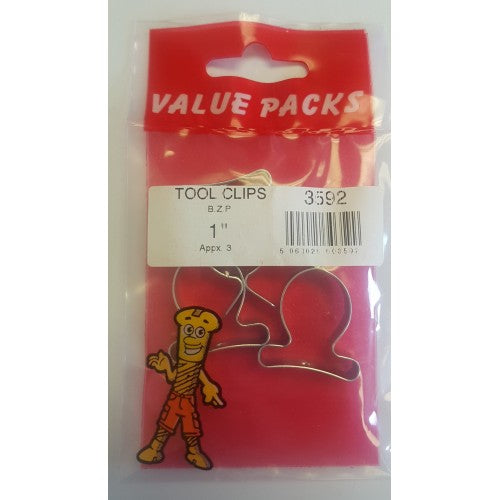 VALUE PACKS
TOOL CLIPS
B.Z.P
1"
Appx. 3
3592